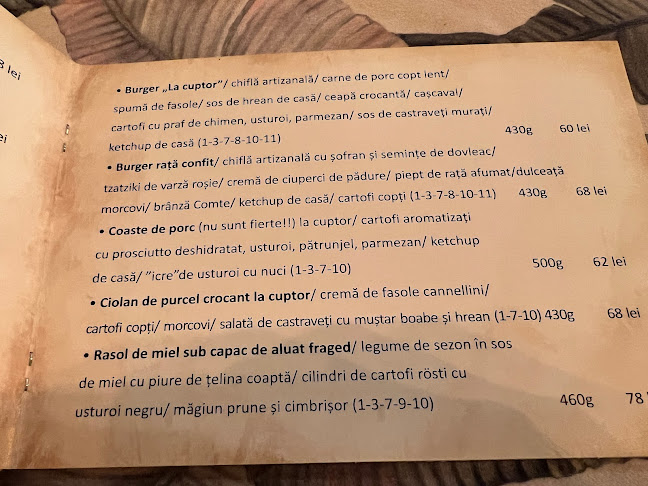 8 lei
• Burger „La cuptor"/ chiflă artizanală/ carne de porc copt lent/
spumă de fasole/ sos de hrean de casă/ ceapă crocantă/ cașcaval/
cartofi cu praf de chimen, usturoi, parmezan/ sos de castraveți murați/
ketchup de casă (1-3-7-8-10-11) 430g 60 lei
• Burger rață confit/ chiflă artizanală cu șofran și semințe de dovleac/
tzatziki de varză roșie/ cremă de ciuperci de pădure/ piept de rață afumat/dulceață
morcovi/ brânză Comte/ ketchup de casă/ cartofi copți (1-3-7-8-10-11) 430g 68 lei
• Coaste de porc (nu sunt fierte!!) la cuptor/ cartofi aromatizați
cu prosciutto deshidratat, usturoi, pătrunjel, parmezan/ ketchup
de casă/ "icre"de usturoi cu nuci (1-3-7-10) 500g 62 lei
• Ciolan de purcel crocant la cuptor/ cremă de fasole cannellini/
cartofi copți/ morcovi/ salată de castraveți cu muștar boabe și hrean (1-7-10) 430g 68 lei
• Rasol de miel sub capac de aluat fraged/ legume de sezon în sos
de miel cu piure de țelina coaptă/ cilindri de cartofi rösti cu
usturoi negru/ măgiun prune și cimbrișor (1-3-7-9-10) 460g 78